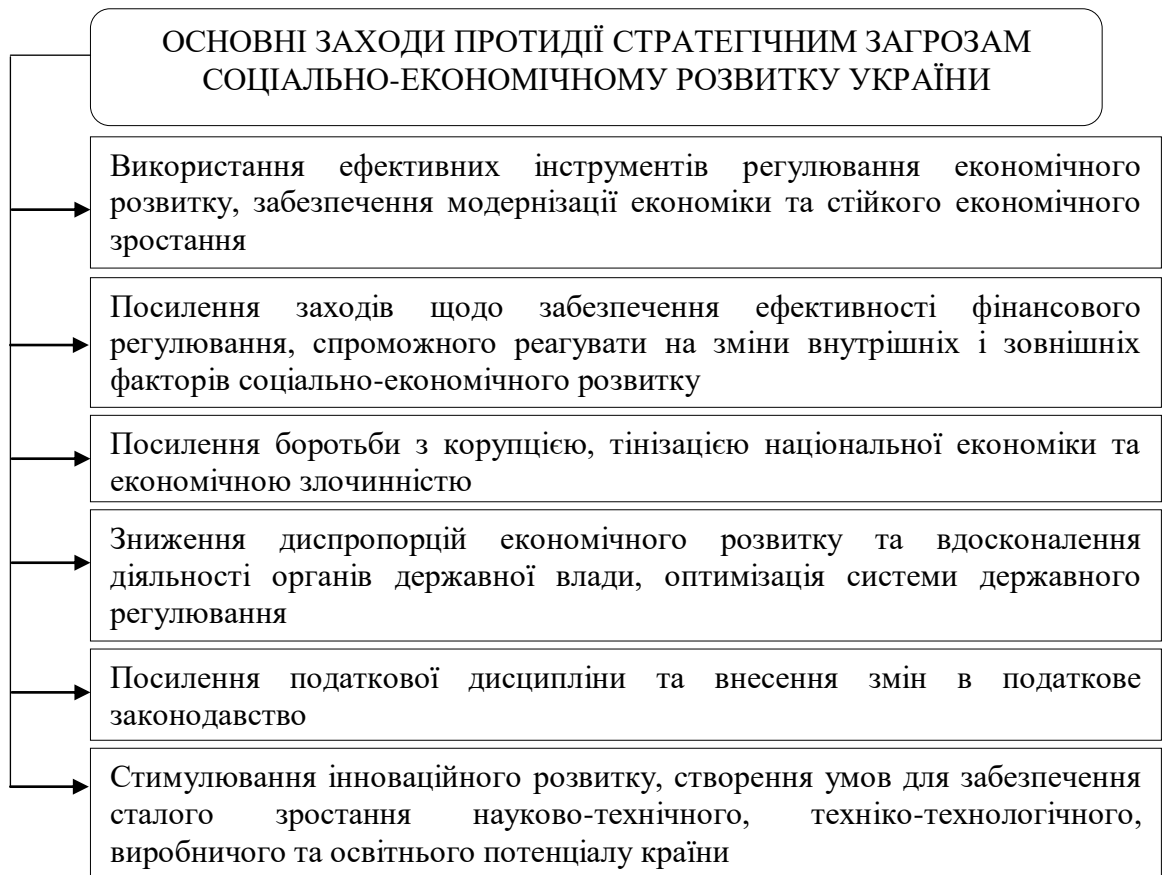 ОСНОВНІ ЗАХОДИ ПРОТИДІЇ СТРАТЕГІЧНИМ ЗАГРОЗАМ
СОЦІАЛЬНО-ЕКОНОМІЧНОМУ РОЗВИТКУ УКРАЇНИ
Використання ефективних інструментів регулювання економічного
розвитку, забезпечення модернізації економіки та стійкого економічного
зростання
Посилення заходів щодо забезпечення ефективності фінансового
регулювання, спроможного реагувати на зміни внутрішніх і зовнішніх
факторів соціально-економічного розвитку
Посилення боротьби з корупцією, тінізацією національної економіки та
економічною злочинністю
Зниження диспропорцій економічного розвитку та вдосконалення
діяльності органів державної влади, оптимізація системи державного
регулювання
Посилення податкової дисципліни та внесення змін в податкове
законодавство
Стимулювання інноваційного розвитку, створення умов для забезпечення
сталого зростання науково-технічного, техніко-технологічного,
виробничого та освітнього потенціалу країни